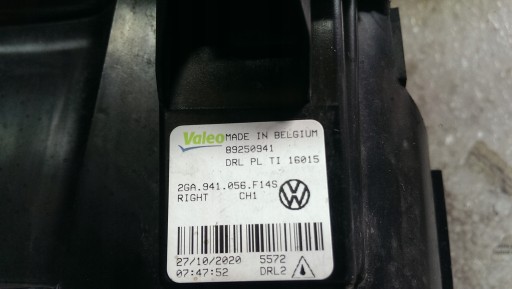 Valeo MADE IN BELGIUM
89250941
DRL PL TI 16015
2GA.941.056.F14S
RIGHT CH1
27/10/2020 5572
07:47:52 DRL2